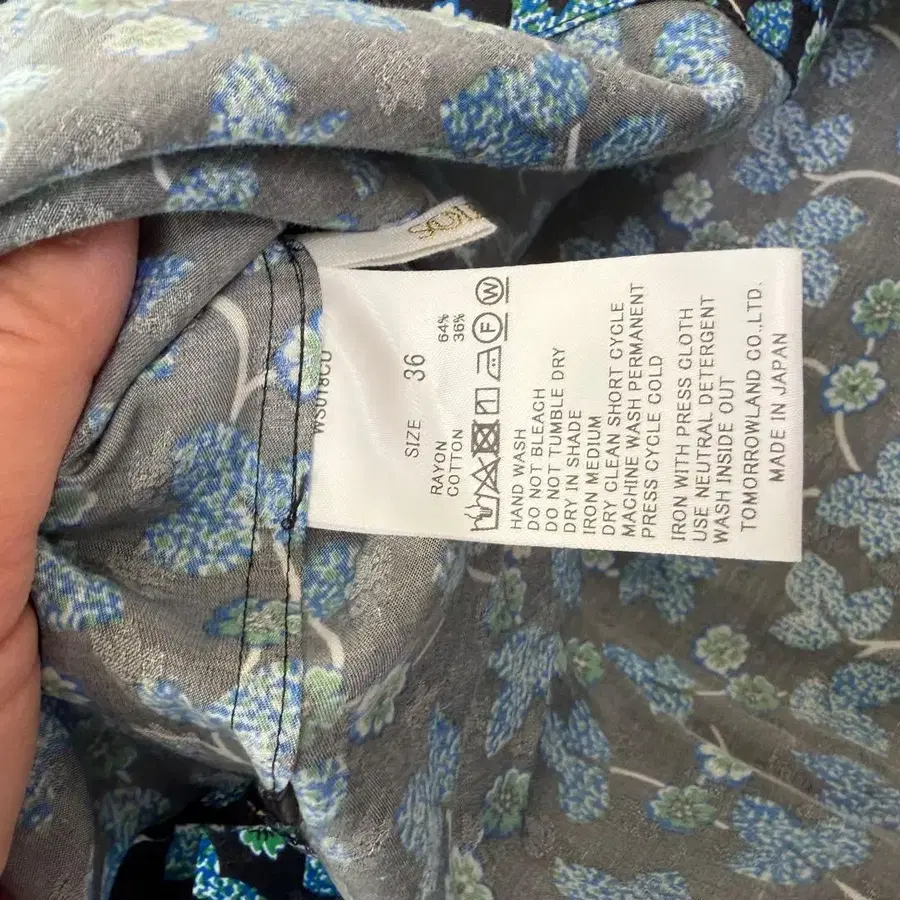 SIZE 36
RAYON 64%
COTTON 36%
F W
HAND WASH
DO NOT BLEACH
DO NOT TUMBLE DRY
DRY IN SHADE
IRON MEDIUM
DRY CLEAN SHORT CYCLE
MACHINE WASH PERMANENT
PRESS CYCLE COLD
IRON WITH PRESS CLOTH
USE NEUTRAL DETERGENT
WASH INSIDE OUT
TOMORROWLAND CO.,LTD.
MADE IN JAPAN